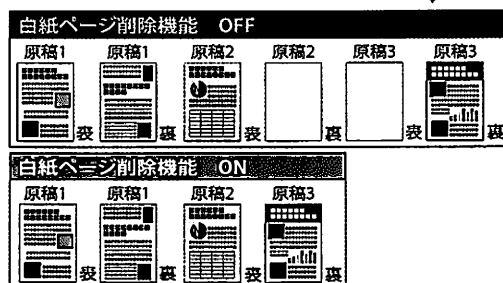 白紙ページ削除機能 OFF
原稿1 原稿1 原稿2 原稿2 原稿3 原稿3
表 裏 表 裏 表 裏
白紙ページ削除機能 ON
原稿1 原稿1 原稿2 原稿3
表 裏 表 裏